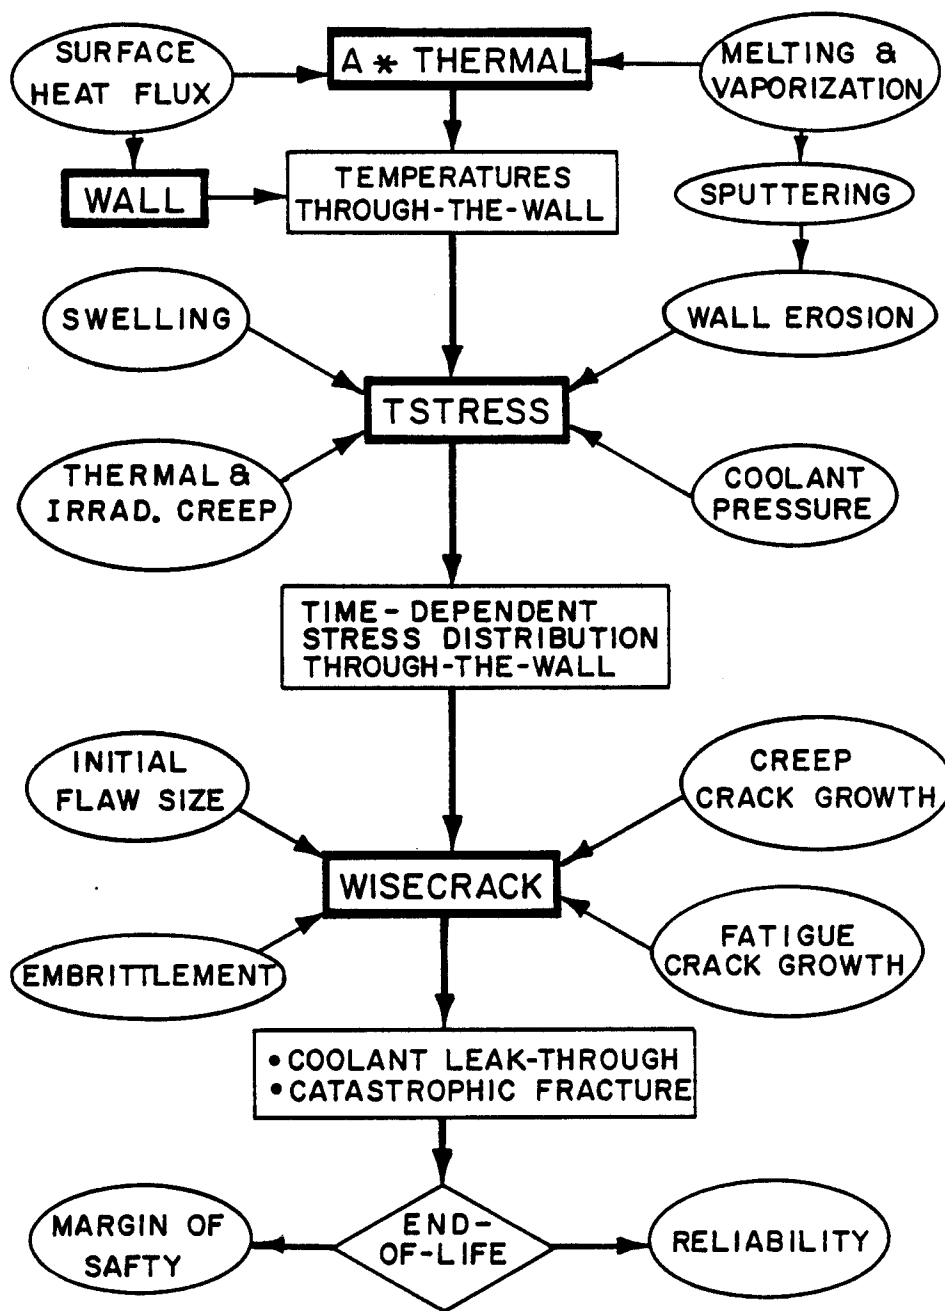 SURFACE
HEAT FLUX
A * THERMAL
MELTING &
VAPORIZATION
WALL
TEMPERATURES
THROUGH-THE-WALL
SPUTTERING
SWELLING
WALL EROSION
TSTRESS
THERMAL &
IRRAD. CREEP
COOLANT
PRESSURE
TIME-DEPENDENT
STRESS DISTRIBUTION
THROUGH-THE-WALL
INITIAL
FLAW SIZE
CREEP
CRACK GROWTH
WISECRACK
EMBRITTLEMENT
FATIGUE
CRACK GROWTH
• COOLANT LEAK-THROUGH
• CATASTROPHIC FRACTURE
MARGIN OF
SAFTY
END-
OF-LIFE
RELIABILITY